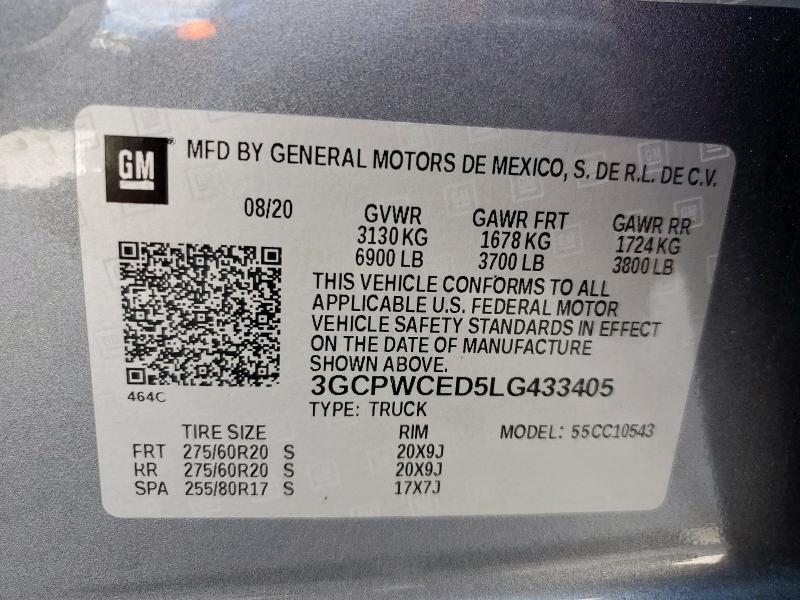 GM
MFD BY GENERAL MOTORS DE MEXICO, S. DE R.L. DE C.V.
08/20
GVWR GAWR FRT GAWR RR
3130 KG 1678 KG 1724 KG
6900 LB 3700 LB 3800 LB
THIS VEHICLE CONFORMS TO ALL
APPLICABLE U.S. FEDERAL MOTOR
VEHICLE SAFETY STANDARDS IN EFFECT
ON THE DATE OF MANUFACTURE
SHOWN ABOVE.
464C
3GCPWCED5LG433405
TYPE: TRUCK
TIRE SIZE RIM MODEL: 55CC10543
FRT 275/60R20 S 20X9J
RR 275/60R20 S 20X9J
SPA 255/80R17 S 17X7J